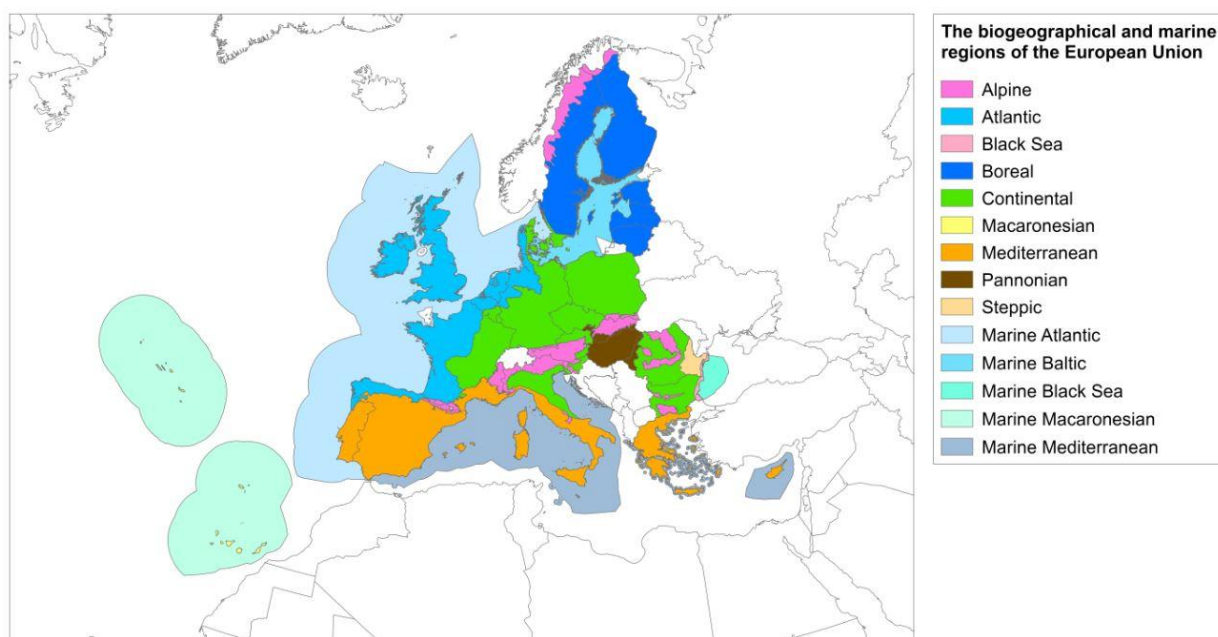 The biogeographical and marine
regions of the European Union
Alpine
Atlantic
Black Sea
Boreal
Continental
Macaronesian
Mediterranean
Pannonian
Steppic
Marine Atlantic
Marine Baltic
Marine Black Sea
Marine Macaronesian
Marine Mediterranean